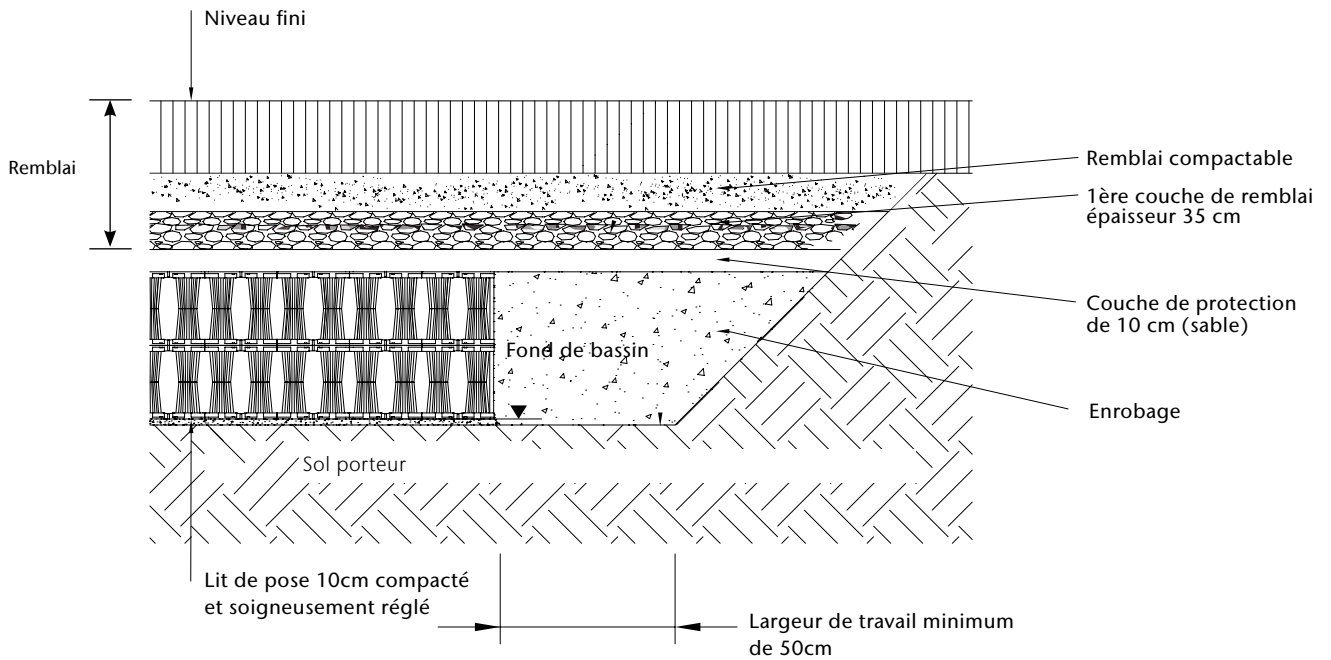 Niveau fini
Remblai
Remblai compactable
1ère couche de remblai
épaisseur 35 cm
Couche de protection
de 10 cm (sable)
Fond de bassin
Enrobage
Sol porteur
Lit de pose 10cm compacté
et soigneusement réglé
Largeur de travail minimum
de 50cm